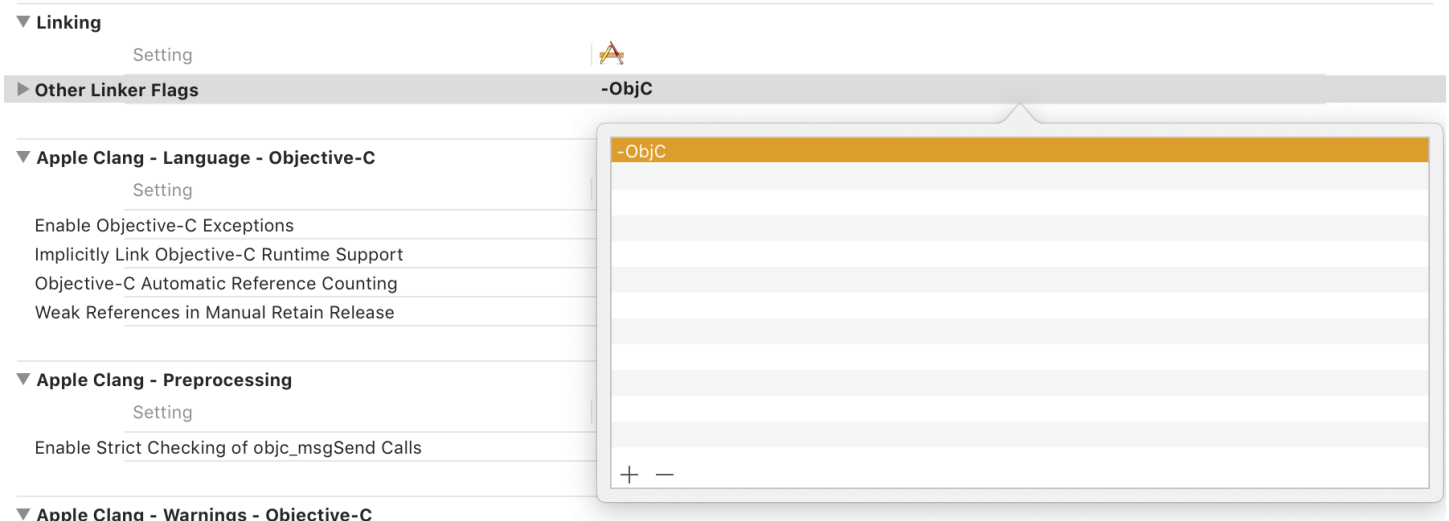 Linking
Setting
Other Linker Flags -ObjC
-ObjC
Apple Clang - Language - Objective-C
Setting
Enable Objective-C Exceptions
Implicitly Link Objective-C Runtime Support
Objective-C Automatic Reference Counting
Weak References in Manual Retain Release
Apple Clang - Preprocessing
Setting
Enable Strict Checking of objc_msgSend Calls
Apple Clang - Warnings - Objective-C